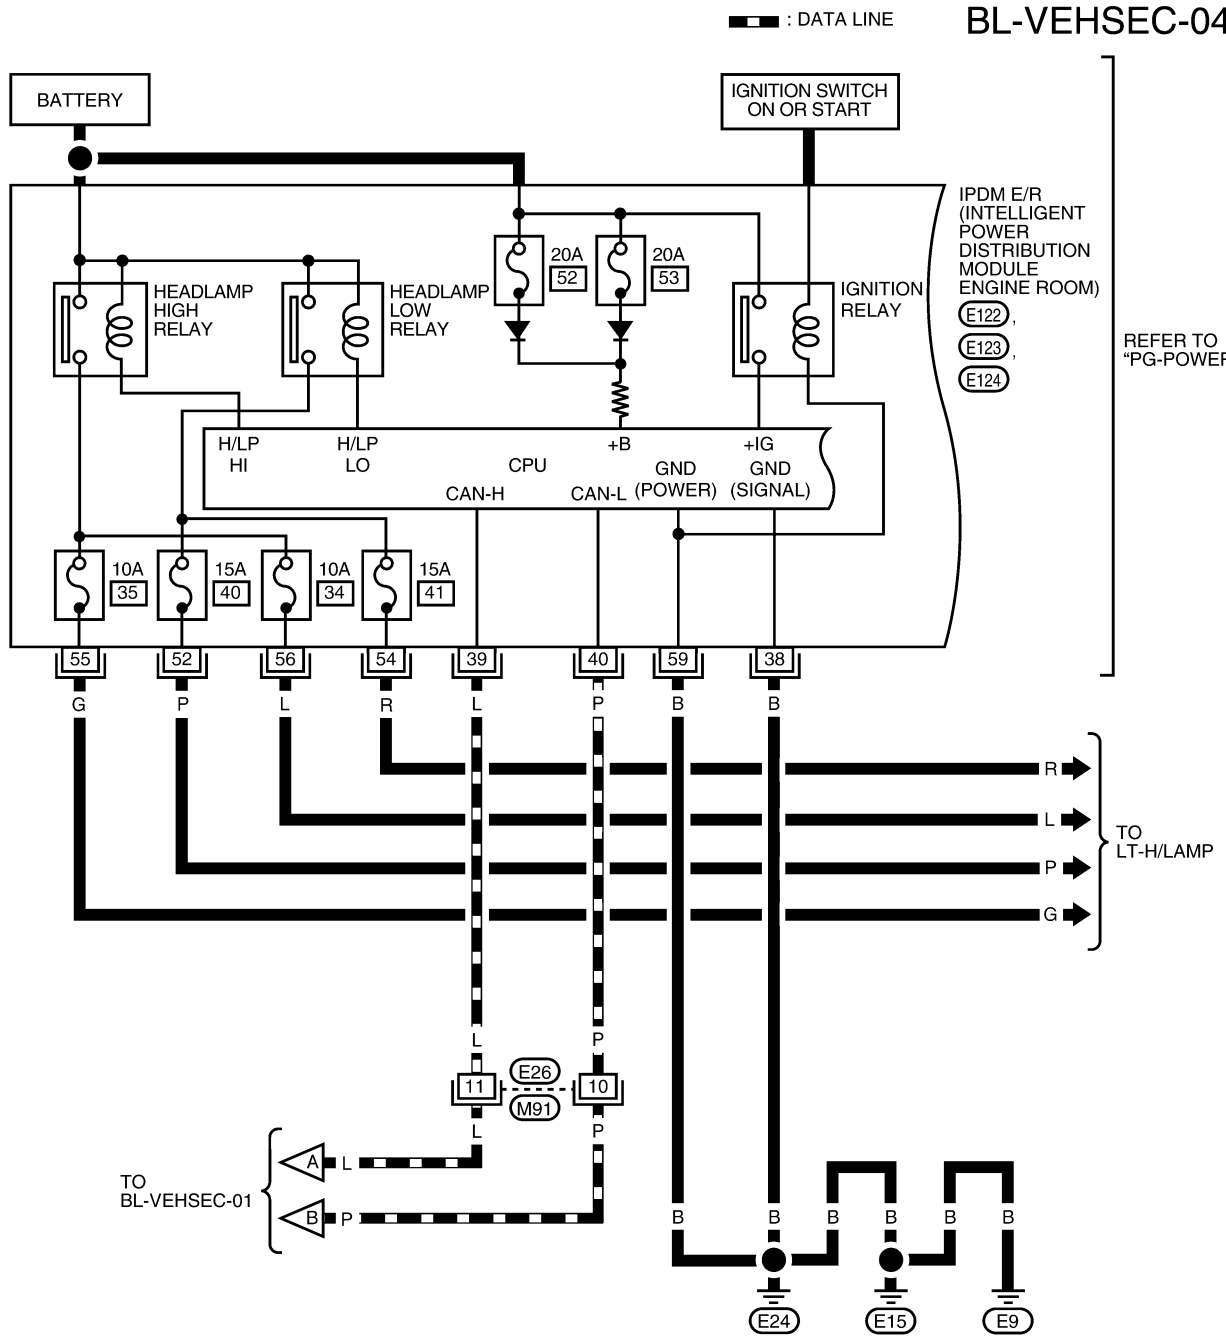 : DATA LINE
BL-VEHSEC-04
BATTERY
IGNITION SWITCH
ON OR START
IPDM E/R
(INTELLIGENT
POWER
DISTRIBUTION
MODULE
ENGINE ROOM)
E122 ,
E123 ,
E124
REFER TO
“PG-POWER
HEADLAMP
HIGH
RELAY
HEADLAMP
LOW
RELAY
20A
52
20A
53
IGNITION
RELAY
H/LP
HI
H/LP
LO
CPU
+B
+IG
GND
(POWER)
GND
(SIGNAL)
CAN-H
CAN-L
10A
35
15A
40
10A
34
15A
41
55
52
56
54
39
40
59
38
G
P
L
R
L
P
B
B
R
L
P
G
TO
LT-H/LAMP
L
P
11
E26
M91
10
L
P
TO
BL-VEHSEC-01
A
L
B
P
B
B
B
B
B
B
E24
E15
E9